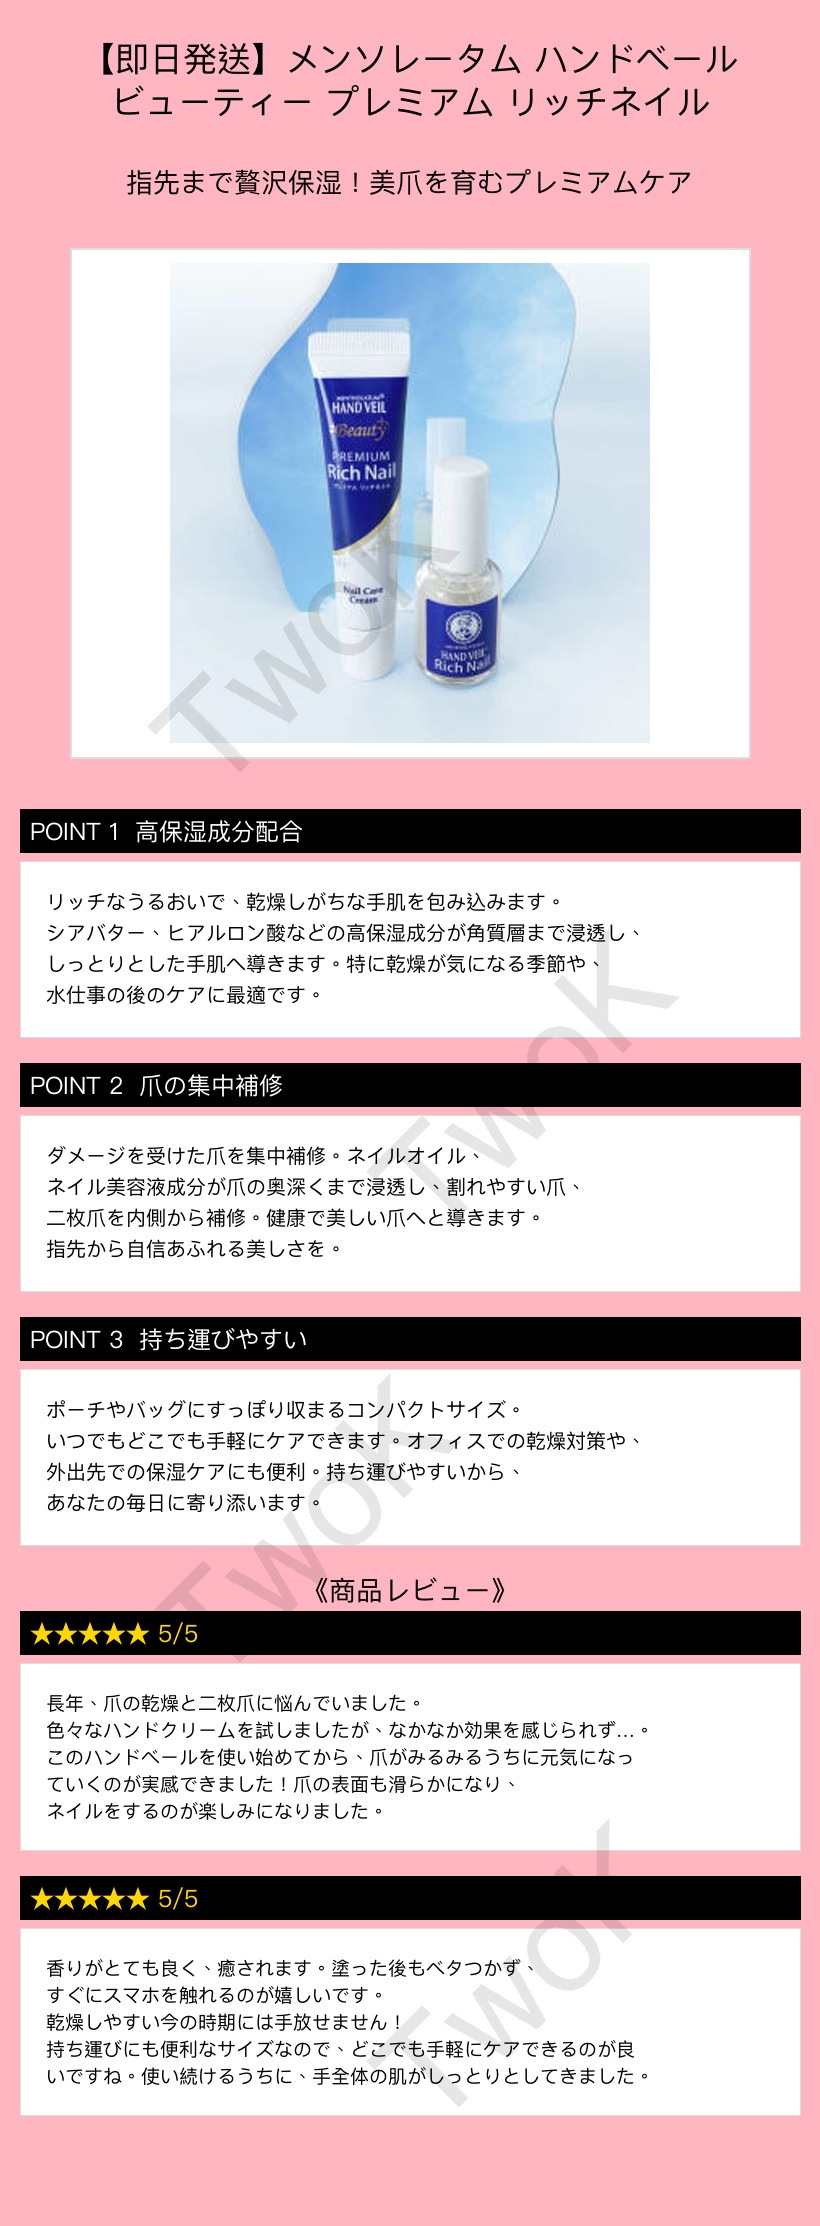 【即日発送】メンソレータム ハンドベール
ビューティー プレミアム リッチネイル
指先まで贅沢保湿！美爪を育むプレミアムケア
MENTHOLATUM
HAND VEIL
Beauty
PREMIUM
Rich Nail
プレミアム リッチネイル
Nail Care
Cream
HAND VEIL
Rich Nail
TwoK
POINT 1 高保湿成分配合
リッチなうるおいで、乾燥しがちな手肌を包み込みます。
シアバター、ヒアルロン酸などの高保湿成分が角質層まで浸透し、
しっとりとした手肌へ導きます。特に乾燥が気になる季節や、
水仕事の後のケアに最適です。
TwoK
POINT 2 爪の集中補修
ダメージを受けた爪を集中補修。ネイルオイル、
ネイル美容液成分が爪の奥深くまで浸透し、割れやすい爪、
二枚爪を内側から補修。健康で美しい爪へと導きます。
指先から自信あふれる美しさを。
POINT 3 持ち運びやすい
ポーチやバッグにすっぽり収まるコンパクトサイズ。
いつでもどこでも手軽にケアできます。オフィスでの乾燥対策や、
外出先での保湿ケアにも便利。持ち運びやすいから、
あなたの毎日に寄り添います。
TwoK
《商品レビュー》
★★★★★ 5/5
長年、爪の乾燥と二枚爪に悩んでいました。
色々なハンドクリームを試しましたが、なかなか効果を感じられず…。
このハンドベールを使い始めてから、爪がみるみるうちに元気になっ
ていくのが実感できました！爪の表面も滑らかになり、
ネイルをするのが楽しみになりました。
★★★★★ 5/5
香りがとても良く、癒されます。塗った後もベタつかず、
すぐにスマホを触れるのが嬉しいです。
乾燥しやすい今の時期には手放せません！
持ち運びにも便利なサイズなので、どこでも手軽にケアできるのが良
いですね。使い続けるうちに、手全体の肌がしっとりとしてきました。
TwoK